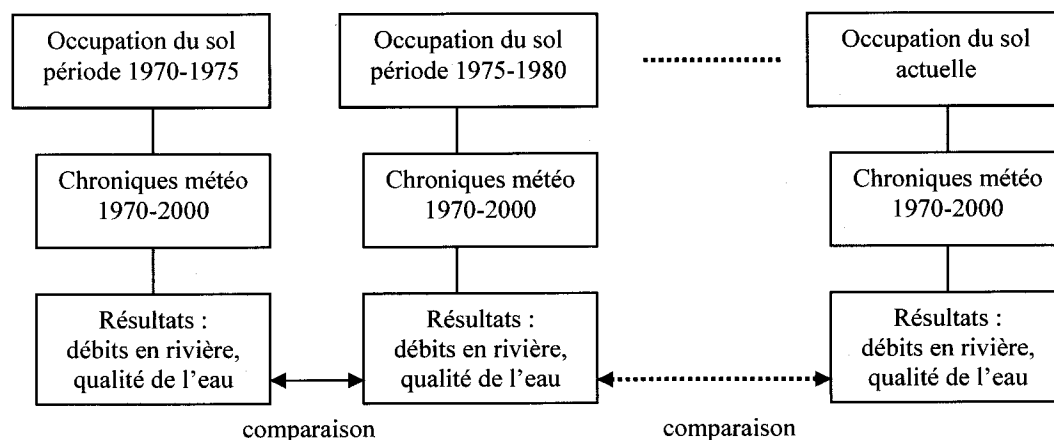 Occupation du sol
période 1970-1975
Occupation du sol
période 1975-1980
Occupation du sol
actuelle
Chroniques météo
1970-2000
Chroniques météo
1970-2000
Chroniques météo
1970-2000
Résultats :
débits en rivière,
qualité de l'eau
Résultats :
débits en rivière,
qualité de l'eau
Résultats :
débits en rivière,
qualité de l'eau
comparaison
comparaison